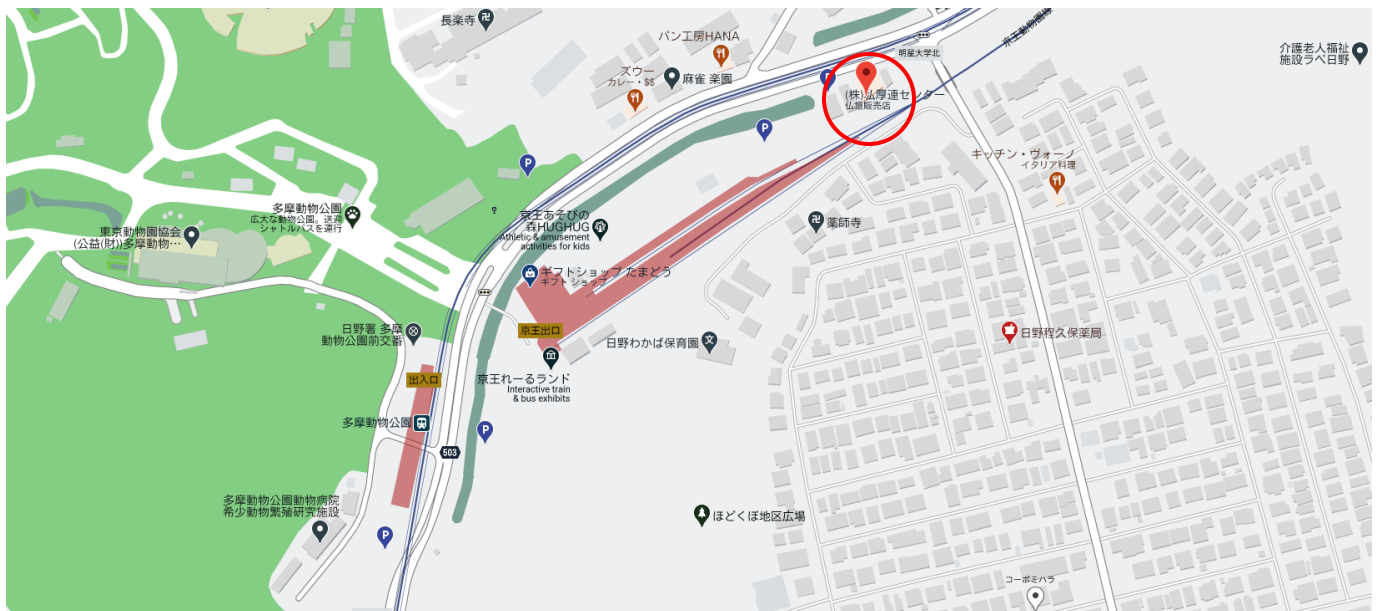 長楽寺
パン工房HANA
ズウー
カレー・$$
麻雀 楽園
京王動物園線
明星大学北
介護老人福祉
施設ラペ日野
(株)仏厚連センター
仏壇販売店
P
P
P
キッチン・ヴォーノ
イタリア料理
多摩動物公園
広大な動物公園。送迎
シャトルバスを運行
東京動物園協会
(公益(財))多摩動物…
京王あそびの
森HUGHUG
Athletic & amusement
activities for kids
薬師寺
ギフトショップ たまどう
ギフト ショップ
日野署 多摩
動物公園前交番
京王出口
日野わかば保育園
文
日野程久保薬局
京王れーるランド
Interactive train
& bus exhibits
出入口
多摩動物公園
P
503
多摩動物公園動物病院
希少動物繁殖研究施設
P
ほどくぼ地区広場
コーポミハラ